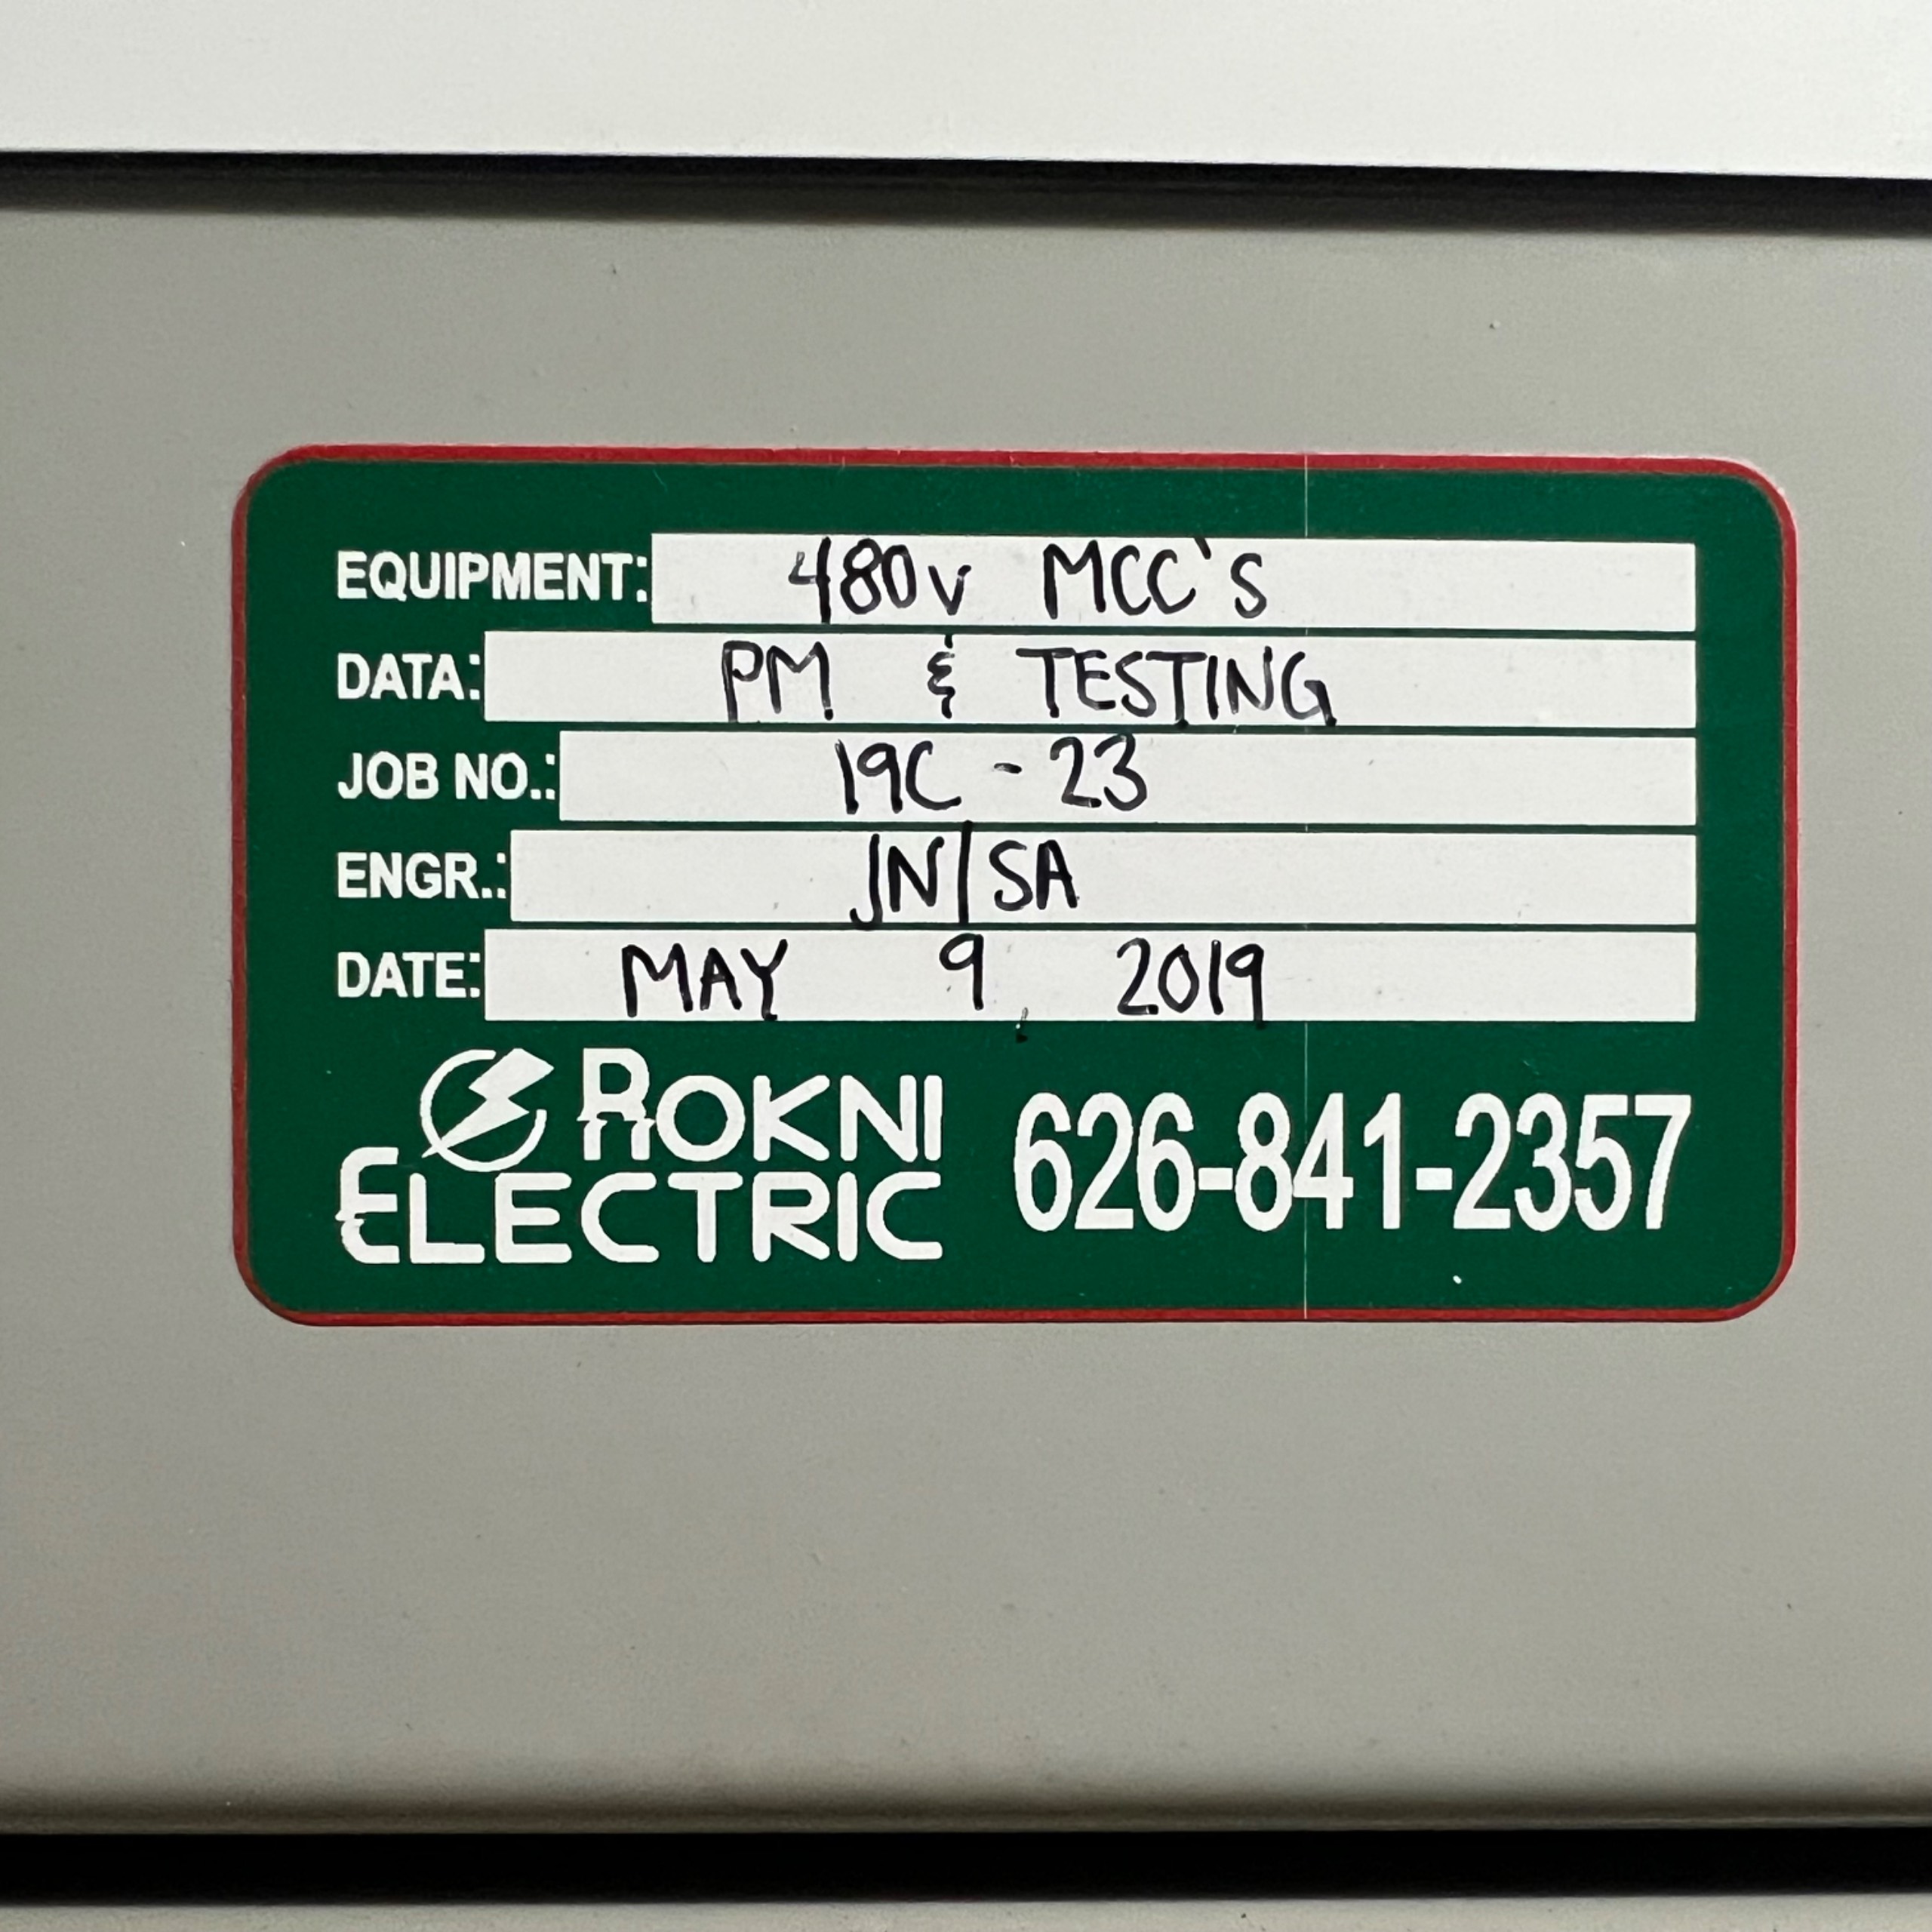 EQUIPMENT: 480V MCC'S
DATA: PM & TESTING
JOB NO.: 19C - 23
ENGR.: JN/SA
DATE: MAY 9, 2019
ROKNI
ELECTRIC 626-841-2357